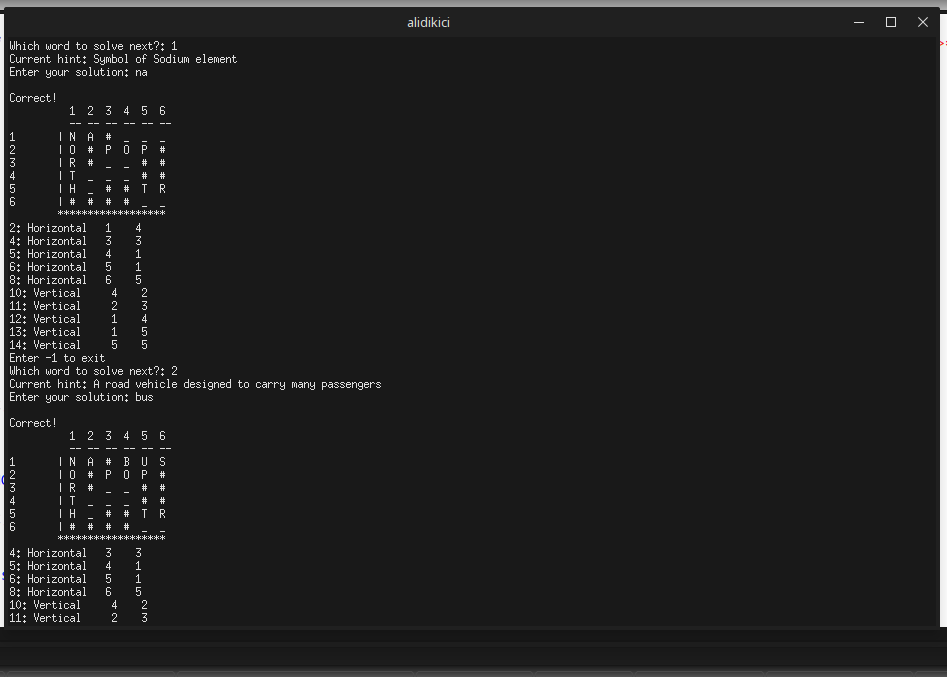 alidikici
Which word to solve next?: 1
Current hint: Symbol of Sodium element
Enter your solution: na
Correct!
1 2 3 4 5 6
-- -- -- -- -- --
1 | N A # _ _ _
2 | O # P O P #
3 | R # _ _ # #
4 | T _ _ _ # #
5 | H _ # # T R
6 | # # # # _ _
******************
2: Horizontal 1 4
4: Horizontal 3 3
5: Horizontal 4 1
6: Horizontal 5 1
8: Horizontal 6 5
10: Vertical 4 2
11: Vertical 2 3
12: Vertical 1 4
13: Vertical 1 5
14: Vertical 5 5
Enter -1 to exit
Which word to solve next?: 2
Current hint: A road vehicle designed to carry many passengers
Enter your solution: bus
Correct!
1 2 3 4 5 6
-- -- -- -- -- --
1 | N A # B U S
2 | O # P O P #
3 | R # _ _ # #
4 | T _ _ _ # #
5 | H _ # # T R
6 | # # # # _ _
******************
4: Horizontal 3 3
5: Horizontal 4 1
6: Horizontal 5 1
8: Horizontal 6 5
10: Vertical 4 2
11: Vertical 2 3